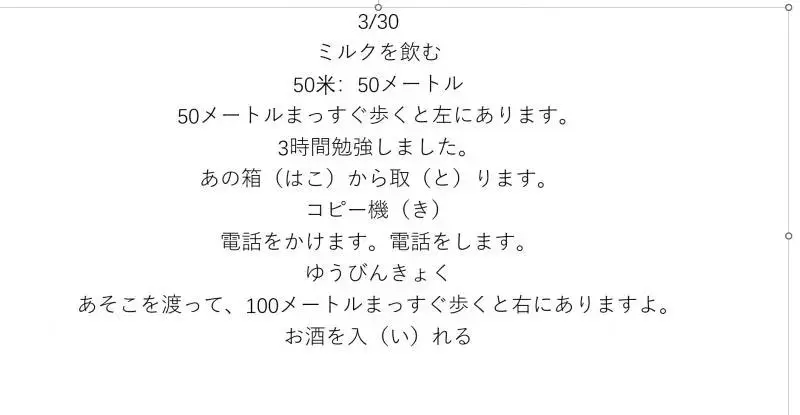 3/30
ミルクを飲む
50米：50メートル
50メートルまっすぐ歩くと左にあります。
3時間勉強しました。
あの箱（はこ）から取（と）ります。
コピー機（き）
電話をかけます。電話をします。
ゆうびんきょく
あそこを渡って、100メートルまっすぐ歩くと右にありますよ。
お酒を入（い）れる